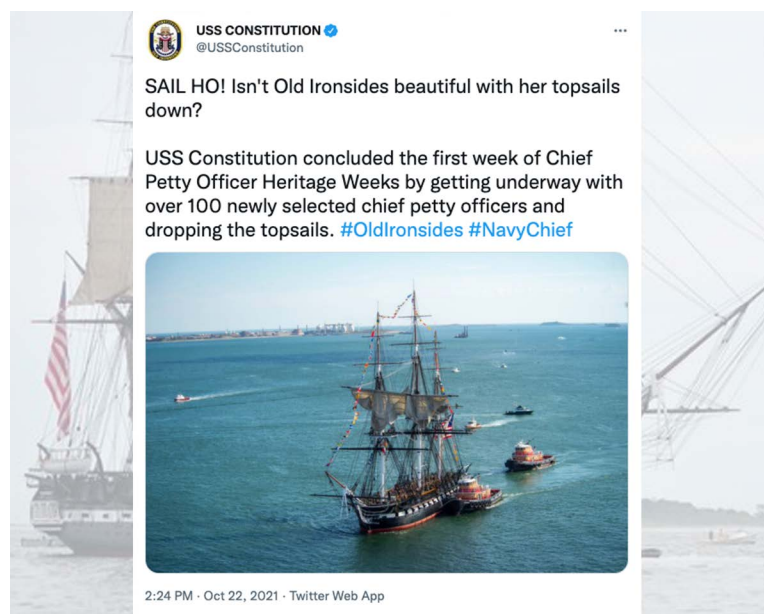 USS CONSTITUTION
@USSConstitution
SAIL HO! Isn't Old Ironsides beautiful with her topsails
down?
USS Constitution concluded the first week of Chief
Petty Officer Heritage Weeks by getting underway with
over 100 newly selected chief petty officers and
dropping the topsails. #OldIronsides #NavyChief
2:24 PM · Oct 22, 2021 · Twitter Web App